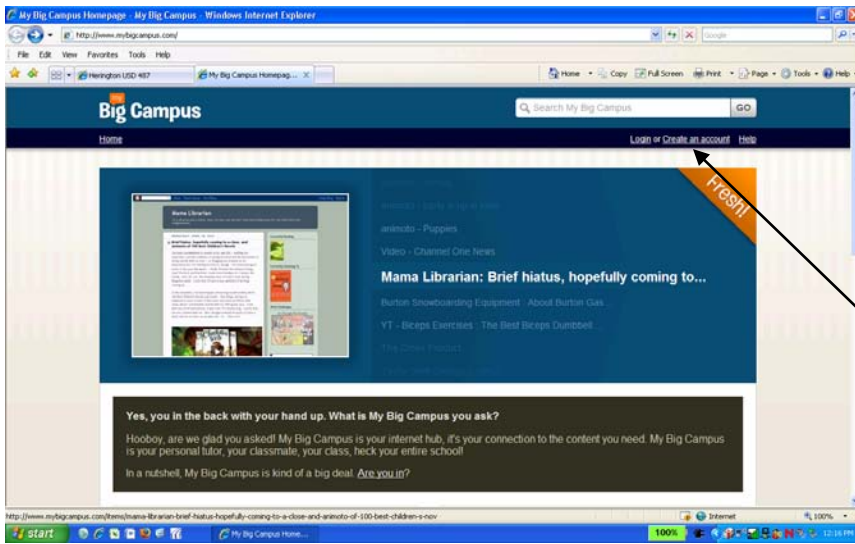 My Big Campus Homepage - My Big Campus - Windows Internet Explorer
http://www.mybigcampus.com/
Google
File Edit View Favorites Tools Help
Herington USD 487
My Big Campus Homepag...
Home Copy Full Screen Print Page Tools Help
my
Big Campus
Search My Big Campus
GO
Home
Login or Create an account Help
Fresh!
Mama Librarian
animoto - Puppies
Video - Channel One News
Mama Librarian: Brief hiatus, hopefully coming to...
Burton Snowboarding Equipment : About Burton Gas...
YT - Biceps Exercises : The Best Biceps Dumbbell...
Yes, you in the back with your hand up. What is My Big Campus you ask?
Hooboy, are we glad you asked! My Big Campus is your internet hub, it's your connection to the content you need. My Big Campus
is your personal tutor, your classmate, your class, heck your entire school!
In a nutshell, My Big Campus is kind of a big deal. Are you in?
http://www.mybigcampus.com/items/mama-librarian-brief-hiatus-hopefully-coming-to-a-close-and-animoto-of-100-best-children-s-nov
Internet
100%
start
My Big Campus Home...
100%
12:16 PM